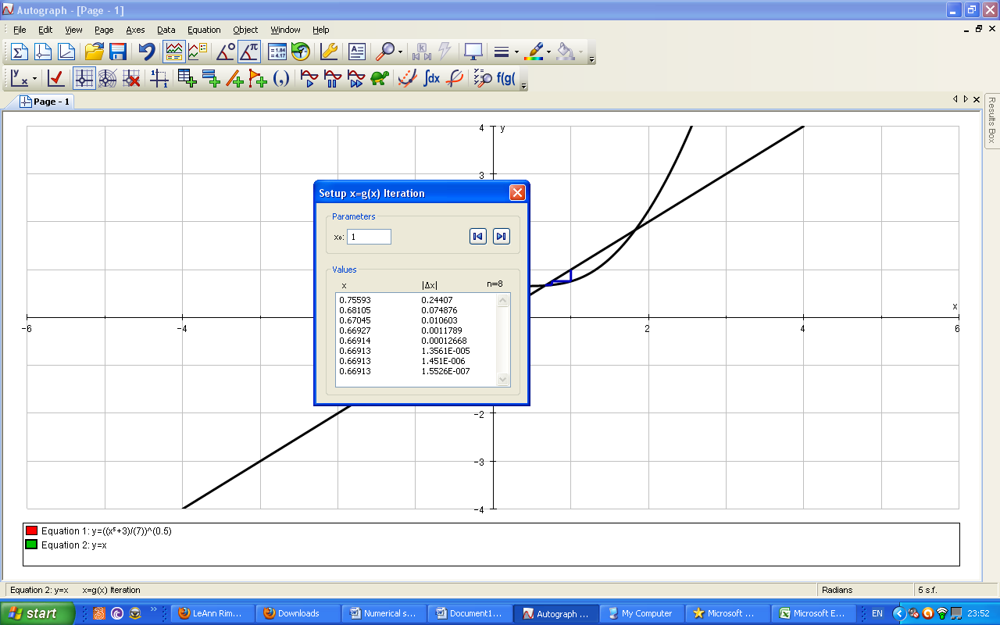 Autograph - [Page - 1]
File Edit View Page Axes Data Equation Object Window Help
Page - 1
Results Box
4 y
3
-2
-3
-4
x
-6 -4 2 6
Setup x=g(x) Iteration
Parameters
x₀: 1
Values
x |Δx| n=8
0.75593 0.24407
0.68105 0.074876
0.67045 0.010603
0.66927 0.0011789
0.66914 0.00012668
0.66913 1.3561E-005
0.66913 1.451E-006
0.66913 1.5526E-007
Equation 1: y=((x⁵+3)/(7))^(0.5)
Equation 2: y=x
Equation 2: y=x x=g(x) Iteration Radians 5 s.f.
start LeAnn Rim... Downloads Numerical s... Document1... Autograph ... My Computer Microsoft ... Microsoft E... EN 23:52